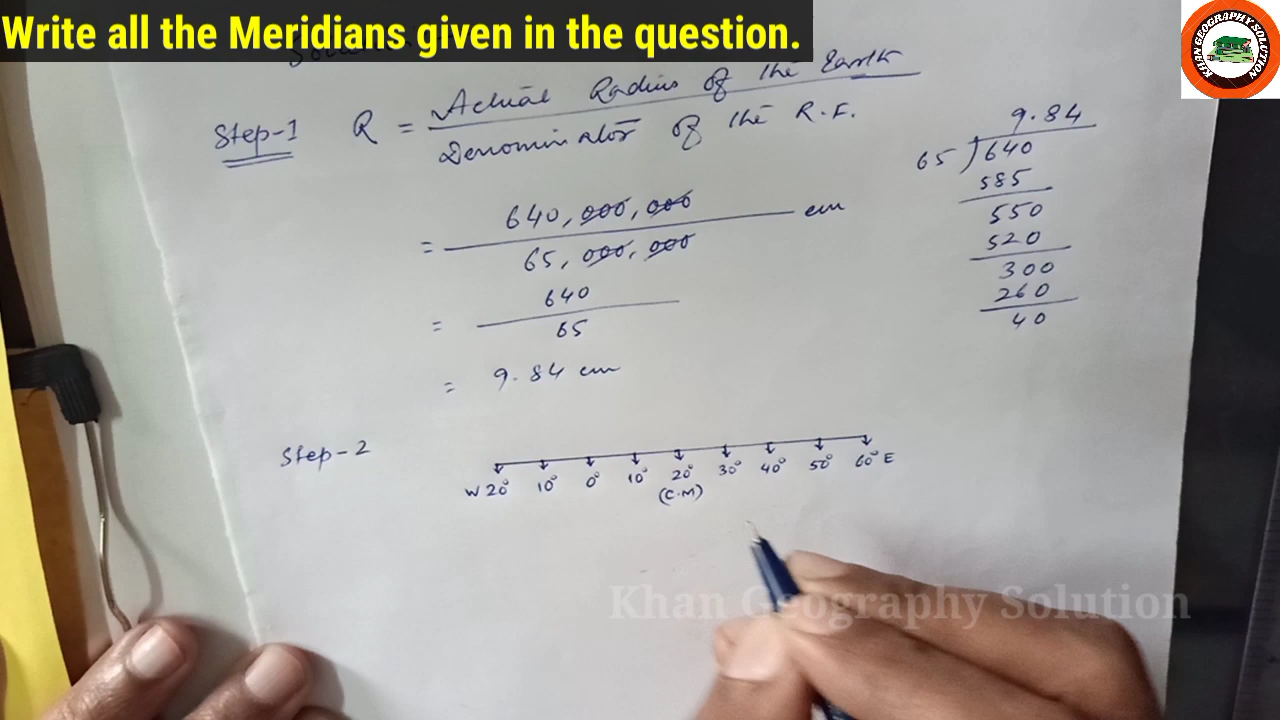 Write all the Meridians given in the question.
KHAN GEOGRAPHY SOLUTION
Step-1 R = Actual Radius of the Earth
Denominator of the R.F.
= 640,000,000 cm
65,000,000
= 640
65
= 9.84 cm
9.84
65 ) 640
585
550
520
300
260
40
Step-2
W 20° 10° 0° 10° 20° 30° 40° 50° 60° E
(C.M)
Khan Geography Solution